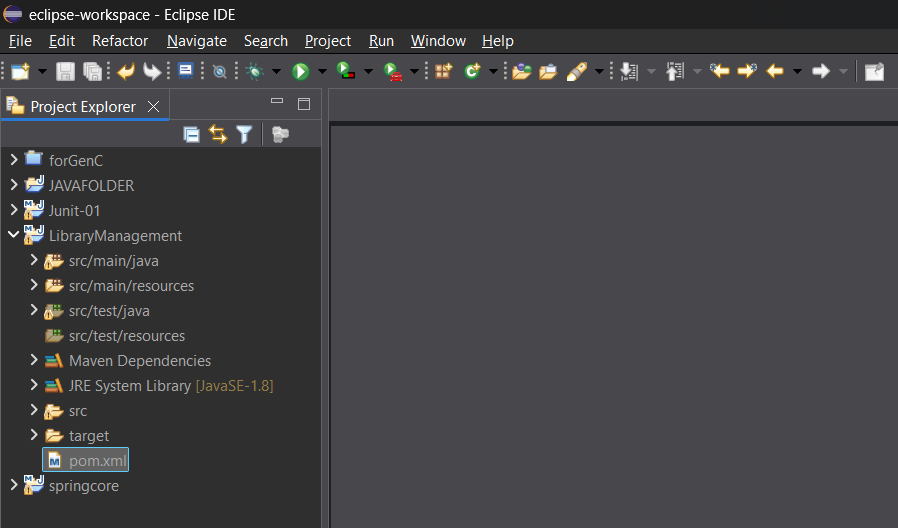 eclipse-workspace - Eclipse IDE
File Edit Refactor Navigate Search Project Run Window Help
Project Explorer
forGenC
JAVAFOLDER
Junit-01
LibraryManagement
src/main/java
src/main/resources
src/test/java
src/test/resources
Maven Dependencies
JRE System Library [JavaSE-1.8]
src
target
pom.xml
springcore